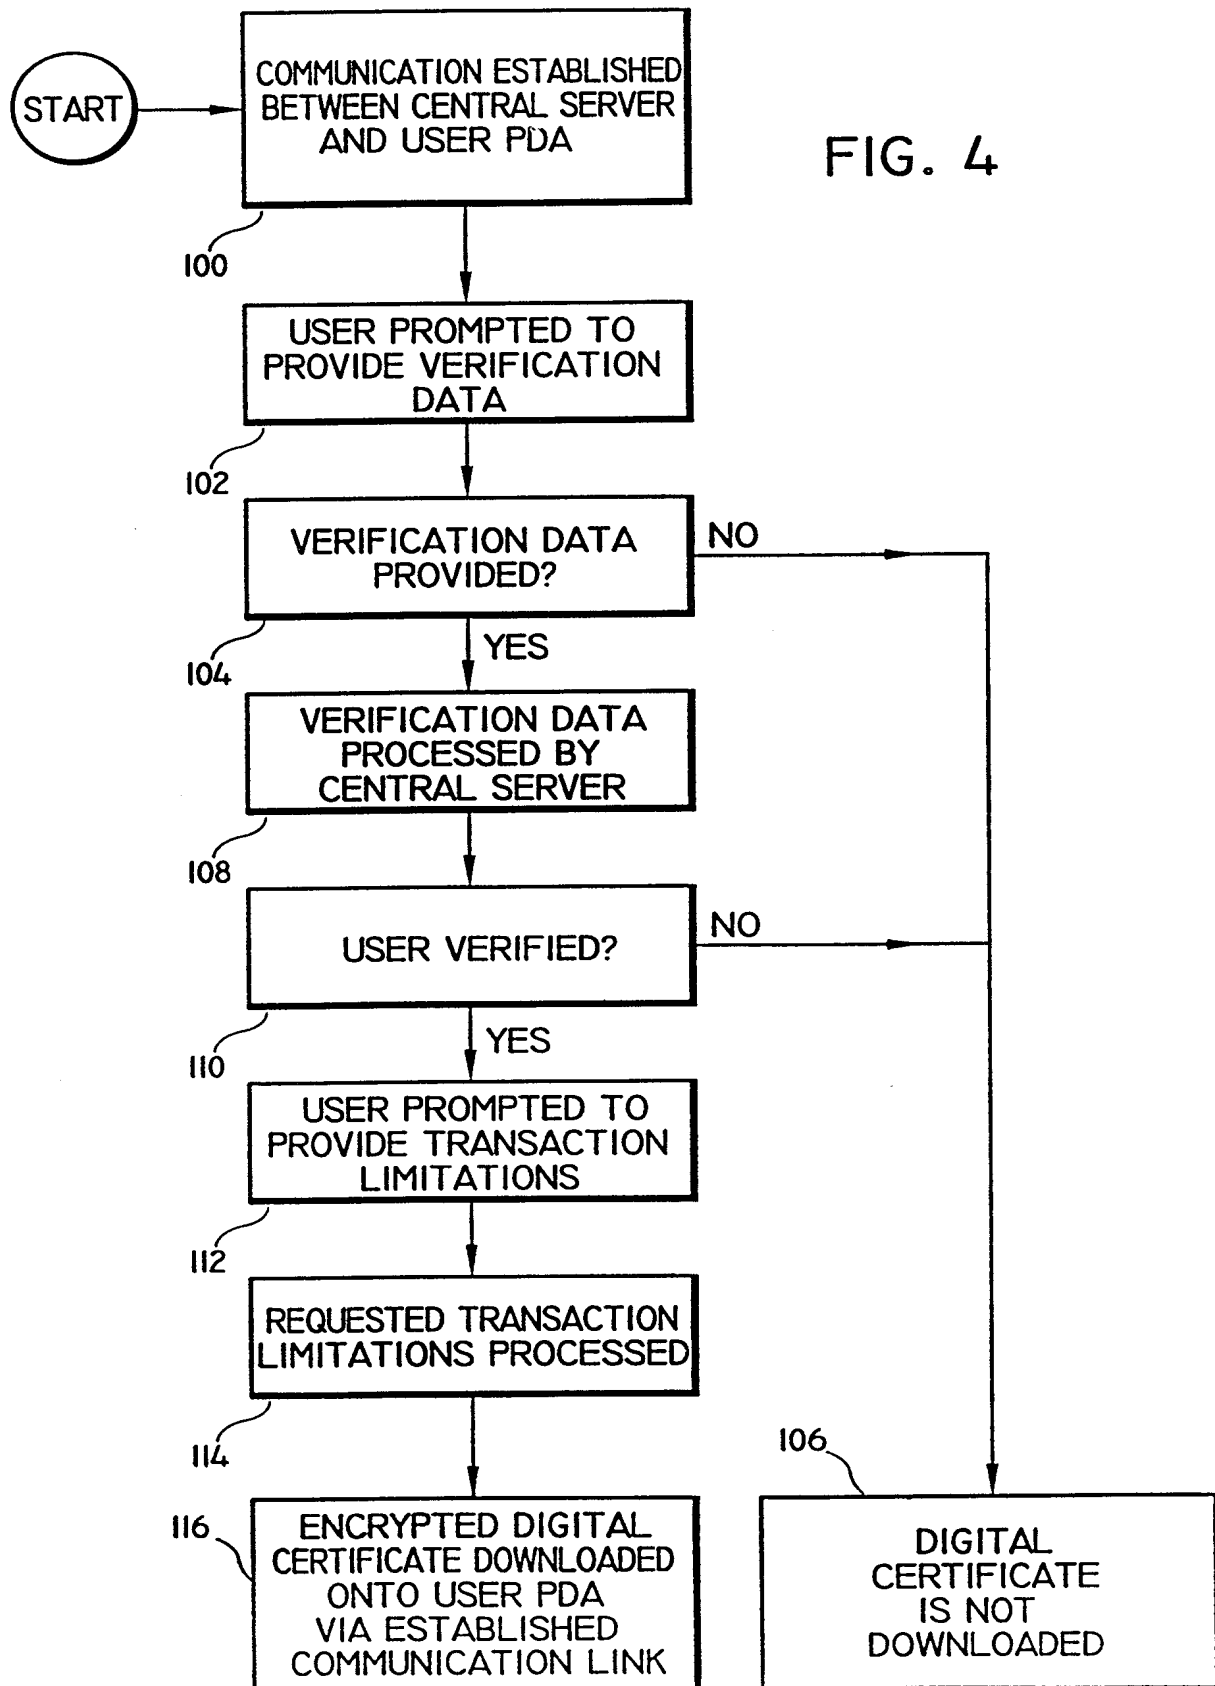 START
COMMUNICATION ESTABLISHED
BETWEEN CENTRAL SERVER
AND USER PDA
FIG. 4
100
USER PROMPTED TO
PROVIDE VERIFICATION
DATA
102
VERIFICATION DATA
PROVIDED?
NO
104
YES
VERIFICATION DATA
PROCESSED BY
CENTRAL SERVER
108
USER VERIFIED?
NO
110
YES
USER PROMPTED TO
PROVIDE TRANSACTION
LIMITATIONS
112
REQUESTED TRANSACTION
LIMITATIONS PROCESSED
114
116
ENCRYPTED DIGITAL
CERTIFICATE DOWNLOADED
ONTO USER PDA
VIA ESTABLISHED
COMMUNICATION LINK
106
DIGITAL
CERTIFICATE
IS NOT
DOWNLOADED